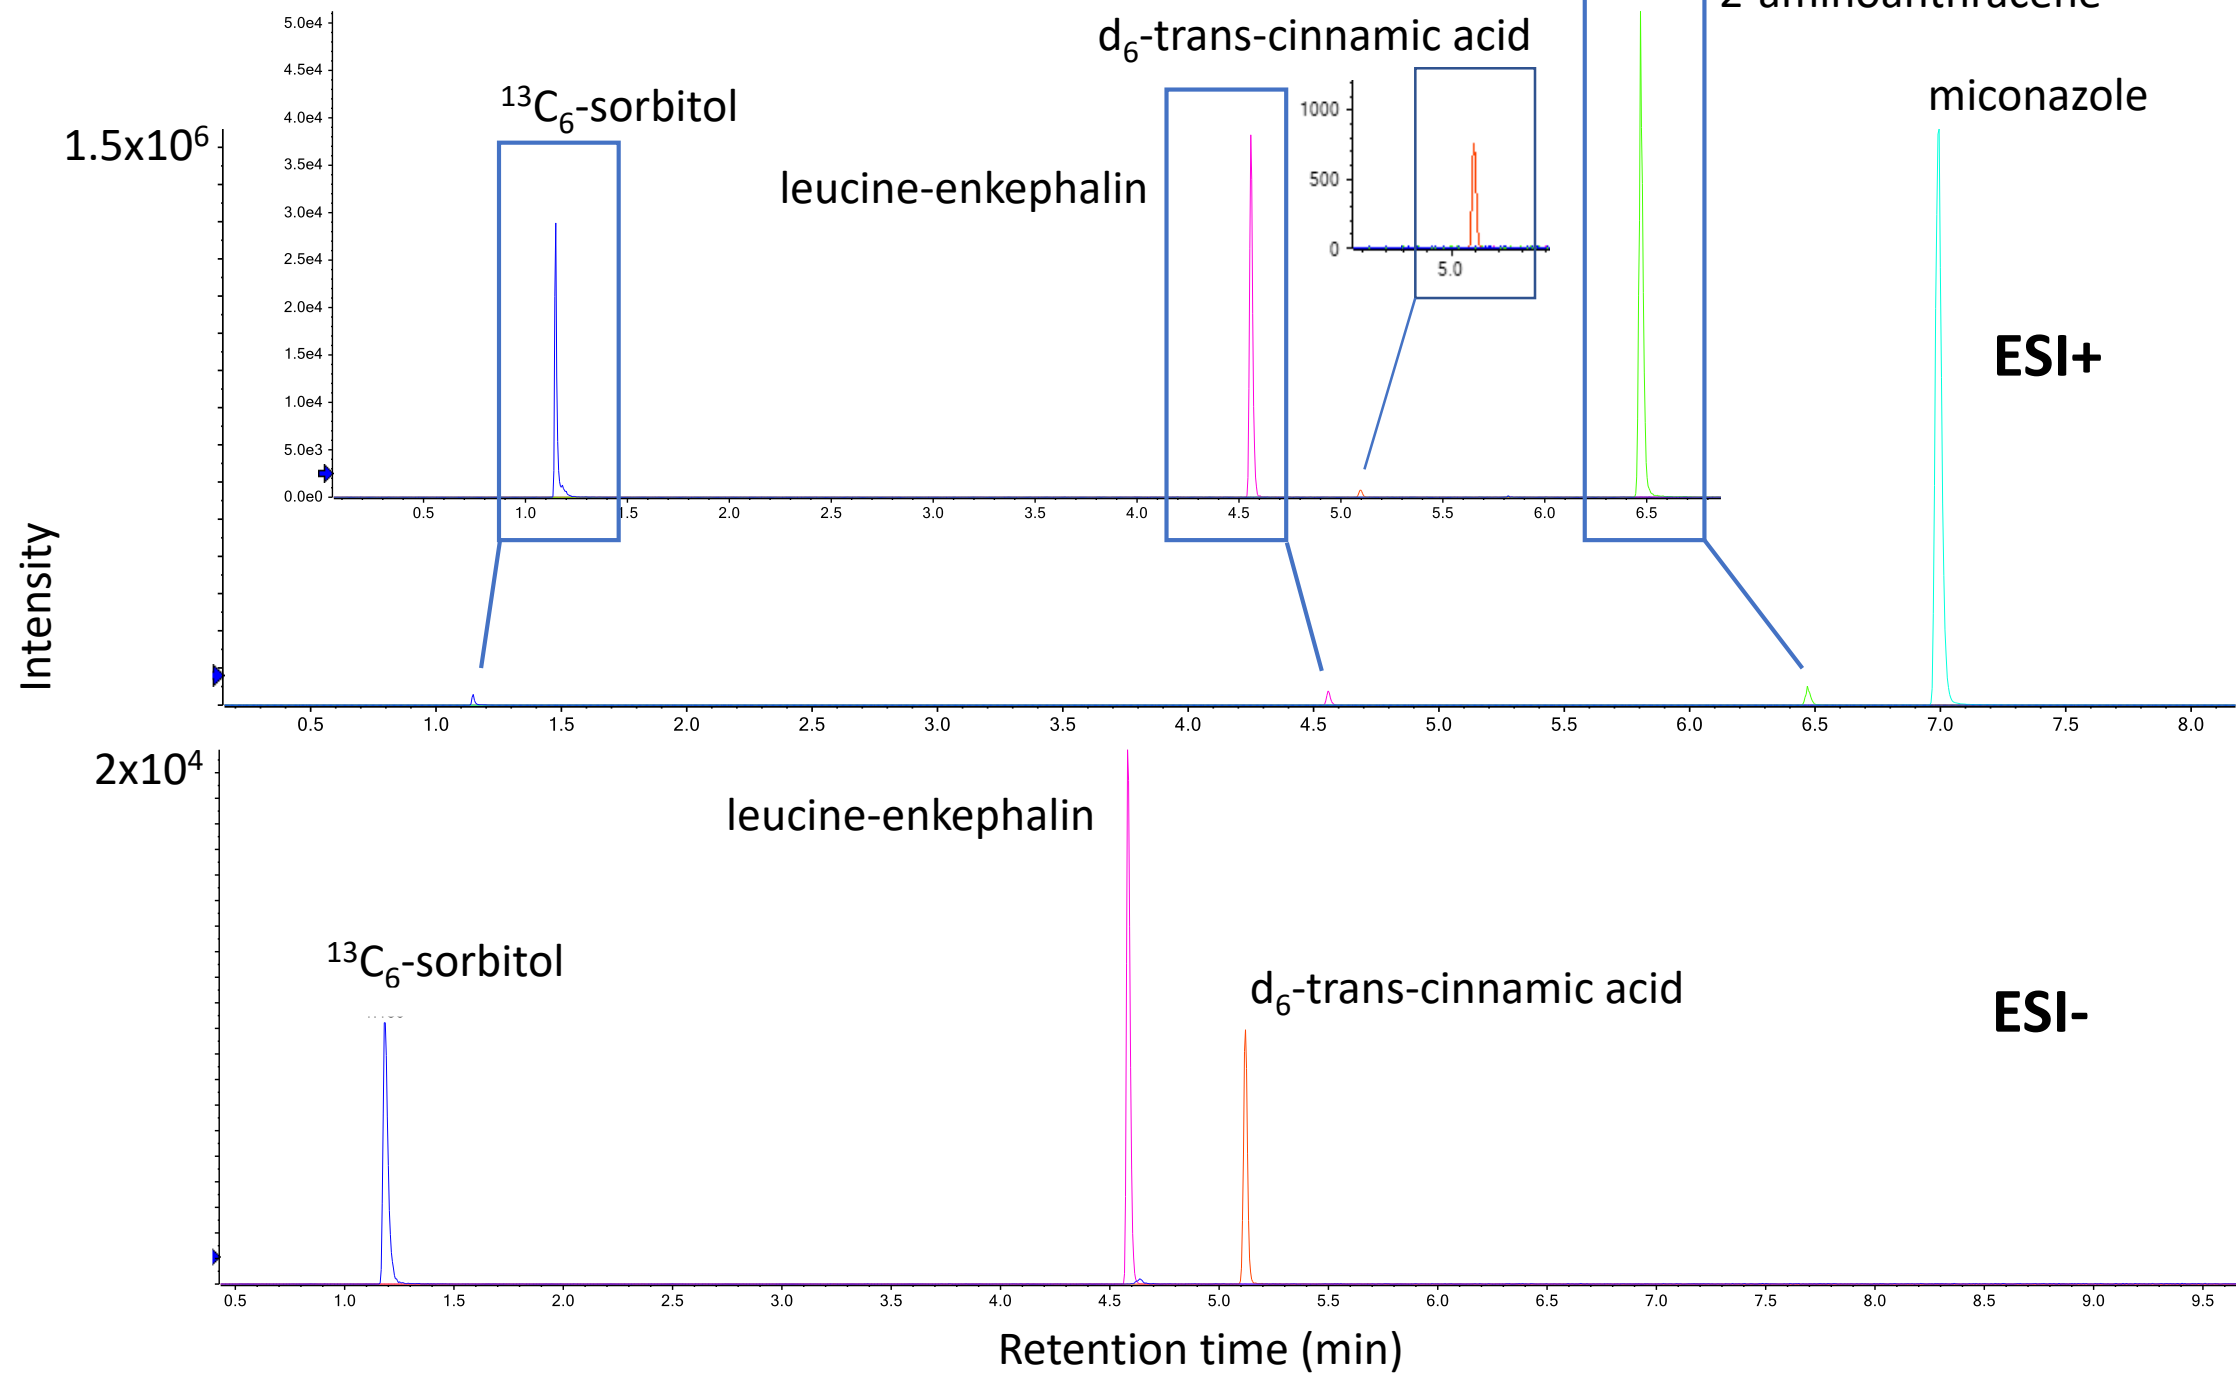 2-aminoanthracene
5.0e4
d6-trans-cinnamic acid
4.5e4
13C6-sorbitol
miconazole
4.0e4
1000
1.5x10^6
3.5e4
leucine-enkephalin
500
3.0e4
2.5e4
0
5.0
2.0e4
1.5e4
ESI+
1.0e4
5.0e3
0.0e0
0.5 1.0 1.5 2.0 2.5 3.0 3.5 4.0 4.5 5.0 5.5 6.0 6.5
Intensity
0.5 1.0 1.5 2.0 2.5 3.0 3.5 4.0 4.5 5.0 5.5 6.0 6.5 7.0 7.5 8.0
2x10^4
leucine-enkephalin
13C6-sorbitol
d6-trans-cinnamic acid
ESI-
0.5 1.0 1.5 2.0 2.5 3.0 3.5 4.0 4.5 5.0 5.5 6.0 6.5 7.0 7.5 8.0 8.5 9.0 9.5
Retention time (min)